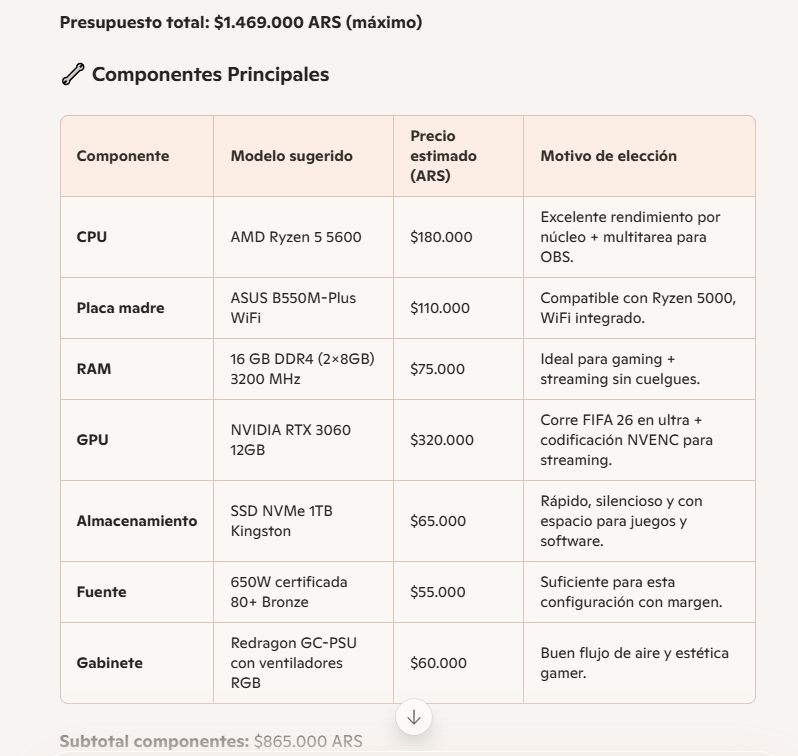 Presupuesto total: $1.469.000 ARS (máximo)
Componentes Principales
Componente
Modelo sugerido
Precio
estimado
(ARS)
Motivo de elección
CPU
AMD Ryzen 5 5600
$180.000
Excelente rendimiento por
núcleo + multitarea para
OBS.
Placa madre
ASUS B550M-Plus
WiFi
$110.000
Compatible con Ryzen 5000,
WiFi integrado.
RAM
16 GB DDR4 (2×8GB)
3200 MHz
$75.000
Ideal para gaming +
streaming sin cuelgues.
GPU
NVIDIA RTX 3060
12GB
$320.000
Corre FIFA 26 en ultra +
codificación NVENC para
streaming.
Almacenamiento
SSD NVMe 1TB
Kingston
$65.000
Rápido, silencioso y con
espacio para juegos y
software.
Fuente
650W certificada
80+ Bronze
$55.000
Suficiente para esta
configuración con margen.
Gabinete
Redragon GC-PSU
con ventiladores
RGB
$60.000
Buen flujo de aire y estética
gamer.
Subtotal componentes: $865.000 ARS